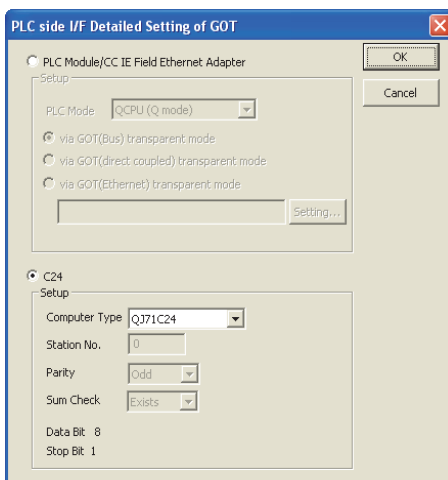 PLC side I/F Detailed Setting of GOT
PLC Module/CC IE Field Ethernet Adapter
OK
Cancel
Setup
PLC Mode QCPU (Q mode)
via GOT(Bus) transparent mode
via GOT(direct coupled) transparent mode
via GOT(Ethernet) transparent mode
Setting...
C24
Setup
Computer Type QJ71C24
Station No. 0
Parity Odd
Sum Check Exists
Data Bit 8
Stop Bit 1